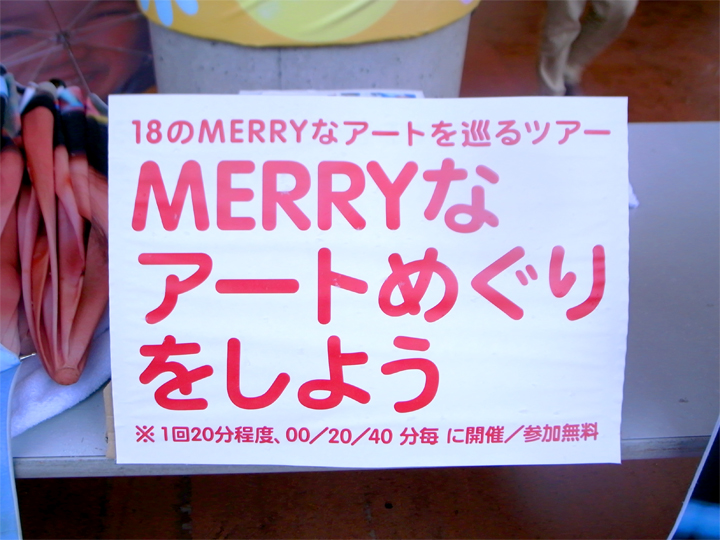 18のMERRYなアートを巡るツアー
MERRYな
アートめぐり
をしよう
※ 1回20分程度、00／20／40 分毎 に開催／参加無料